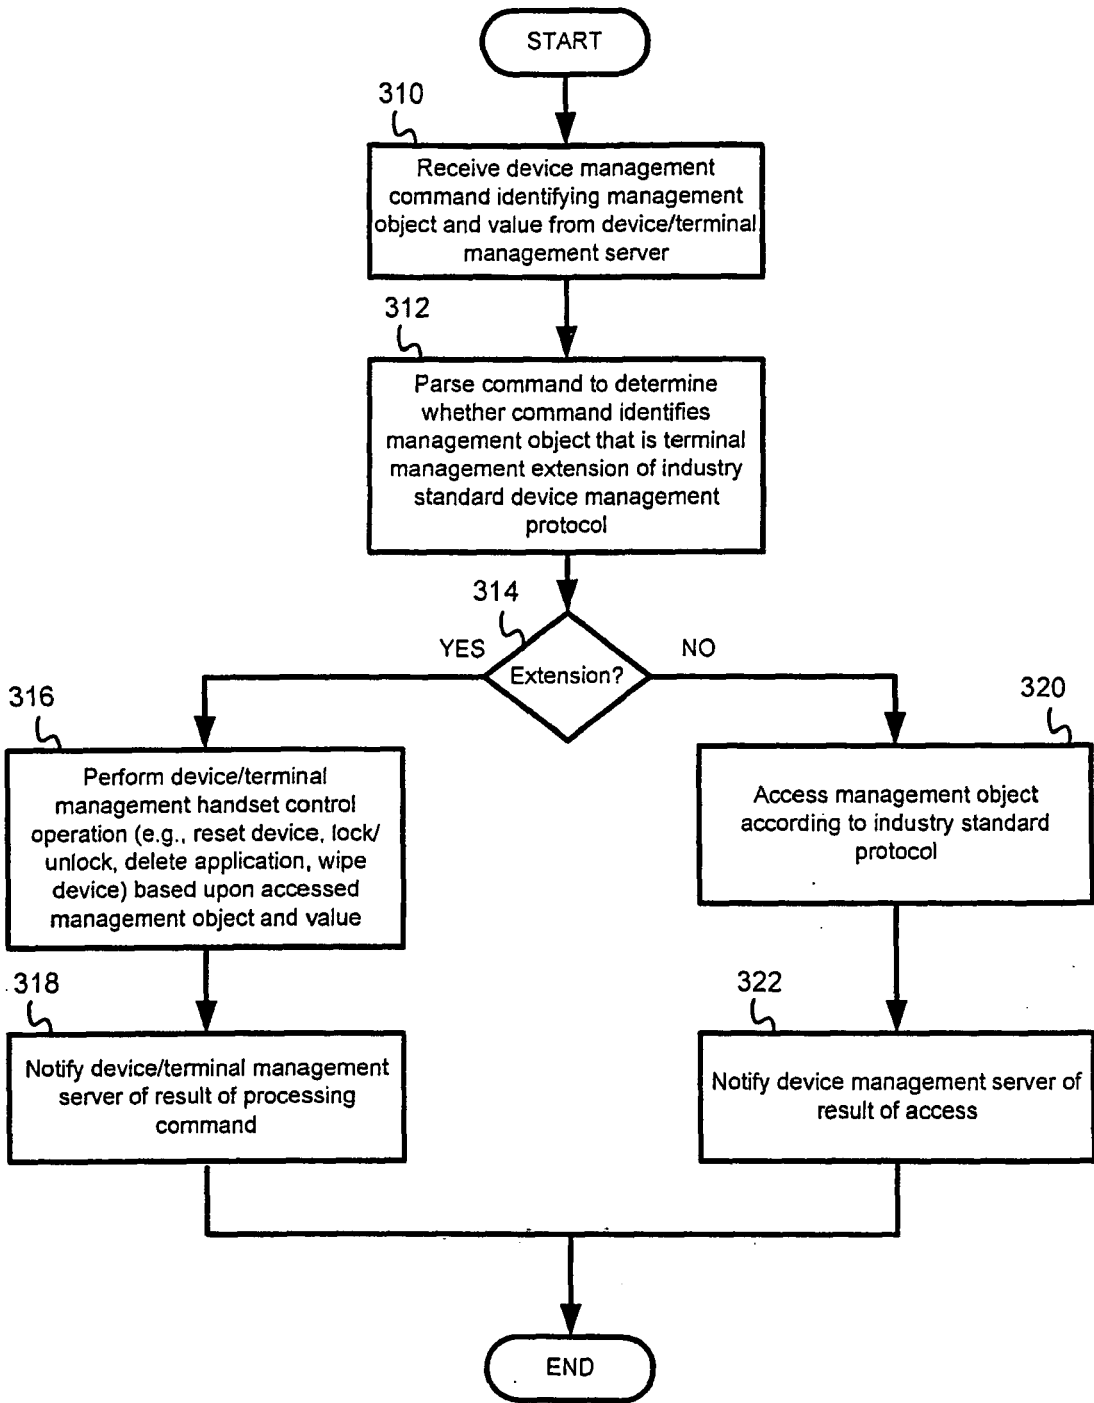 START
310
Receive device management
command identifying management
object and value from device/terminal
management server
312
Parse command to determine
whether command identifies
management object that is terminal
management extension of industry
standard device management
protocol
314
YES
Extension?
NO
316
Perform device/terminal
management handset control
operation (e.g., reset device, lock/
unlock, delete application, wipe
device) based upon accessed
management object and value
320
Access management object
according to industry standard
protocol
318
Notify device/terminal management
server of result of processing
command
322
Notify device management server of
result of access
END